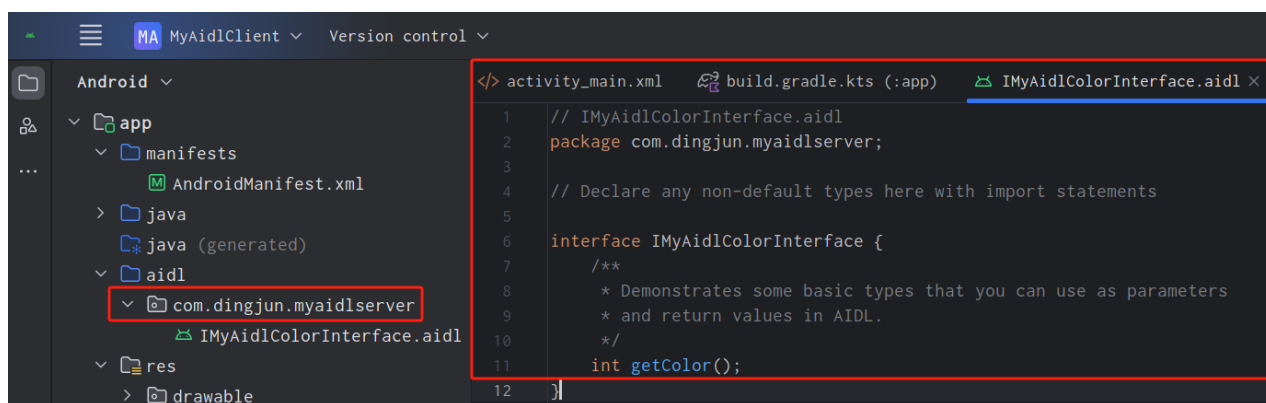 MA MyAidlClient Version control
Android
app
manifests
AndroidManifest.xml
java
java (generated)
aidl
com.dingjun.myaidlserver
IMyAidlColorInterface.aidl
res
drawable
</> activity_main.xml build.gradle.kts (:app) IMyAidlColorInterface.aidl
1 // IMyAidlColorInterface.aidl
2 package com.dingjun.myaidlserver;
3
4 // Declare any non-default types here with import statements
5
6 interface IMyAidlColorInterface {
7 /**
8 * Demonstrates some basic types that you can use as parameters
9 * and return values in AIDL.
10 */
11 int getColor();
12 }